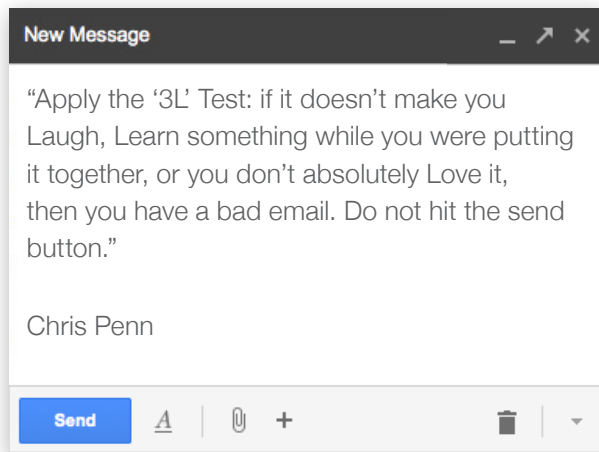 New Message
“Apply the ‘3L’ Test: if it doesn’t make you
Laugh, Learn something while you were putting
it together, or you don’t absolutely Love it,
then you have a bad email. Do not hit the send
button.”
Chris Penn
Send A